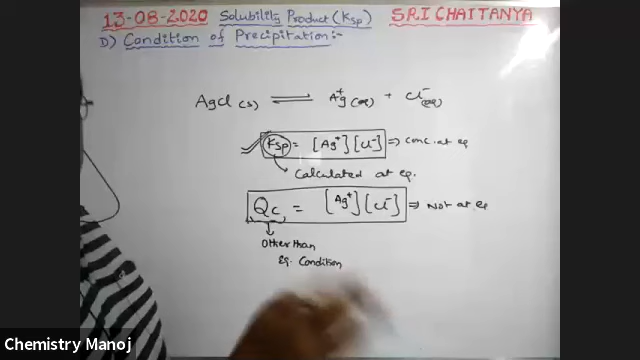 13-08-2020 Solubility Product (Ksp) SRI CHAITANYA
D) Condition of Precipitation:-
AgCl (s) ⇌ Ag+ (aq) + Cl- (aq)
Ksp = [Ag+][Cl-] ⇒ Conc. at eq
Calculated at eq.
Qc = [Ag+][Cl-] ⇒ Not at eq
Other than
Eq. Condition
Chemistry Manoj